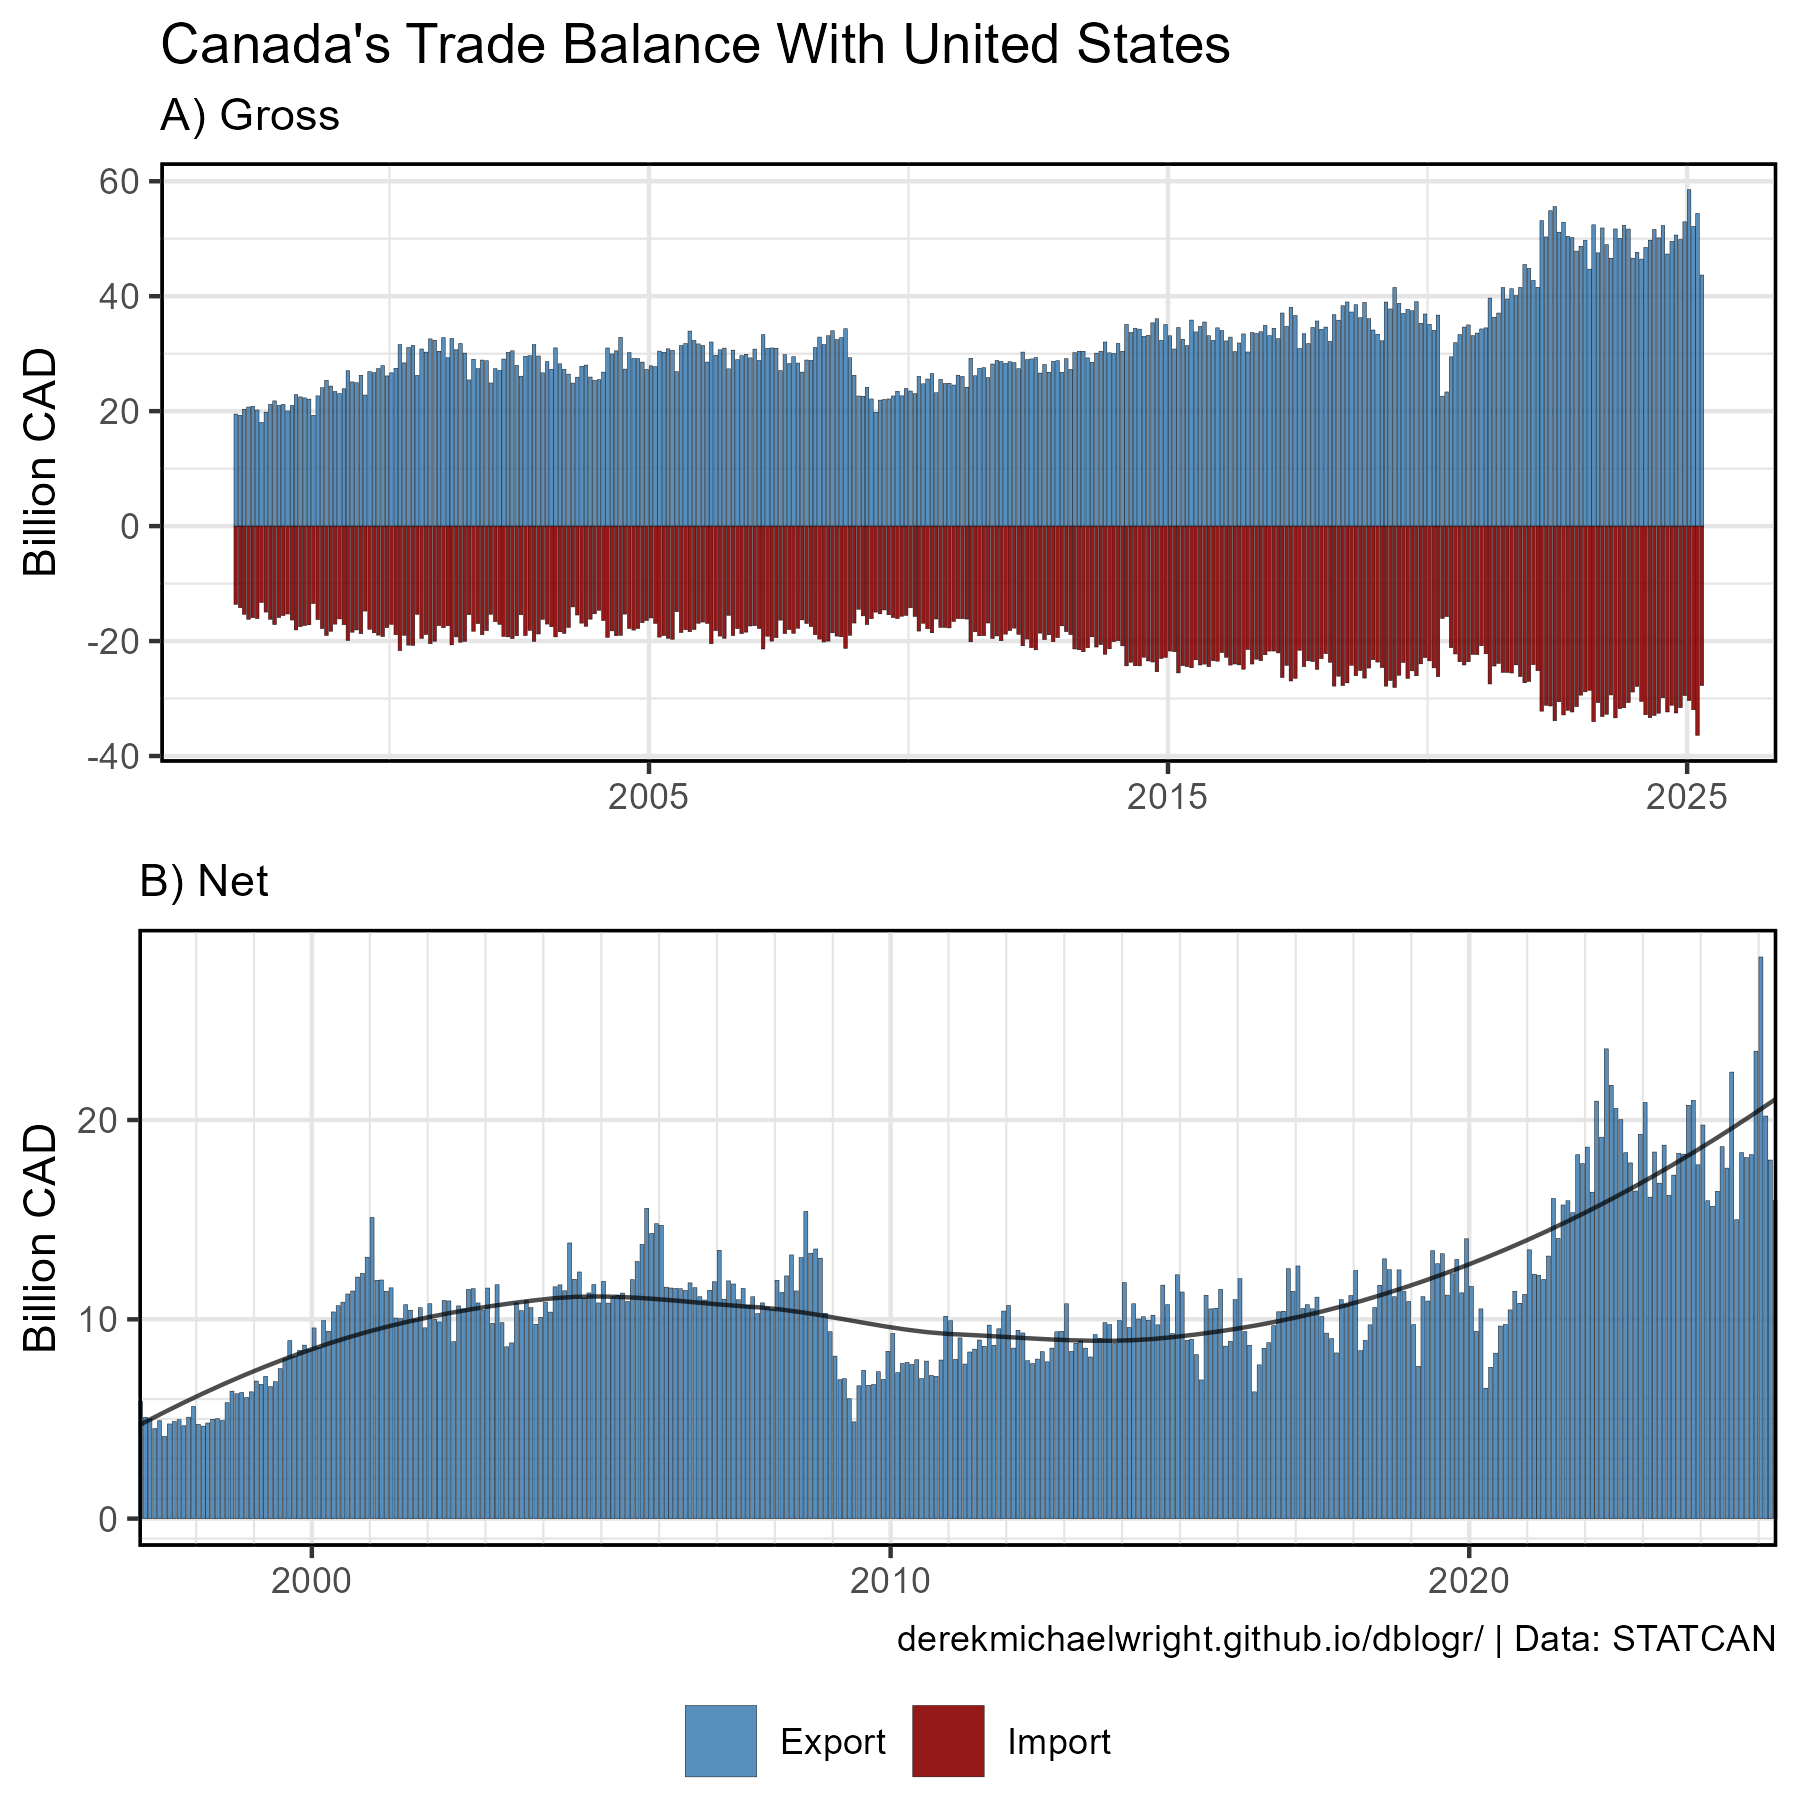 Canada's Trade Balance With United States
A) Gross
60
40
20
0
-20
-40
Billion CAD
2005 2015 2025
B) Net
20
10
0
Billion CAD
2000 2010 2020
derekmichaelwright.github.io/dblogr/ | Data: STATCAN
Export Import